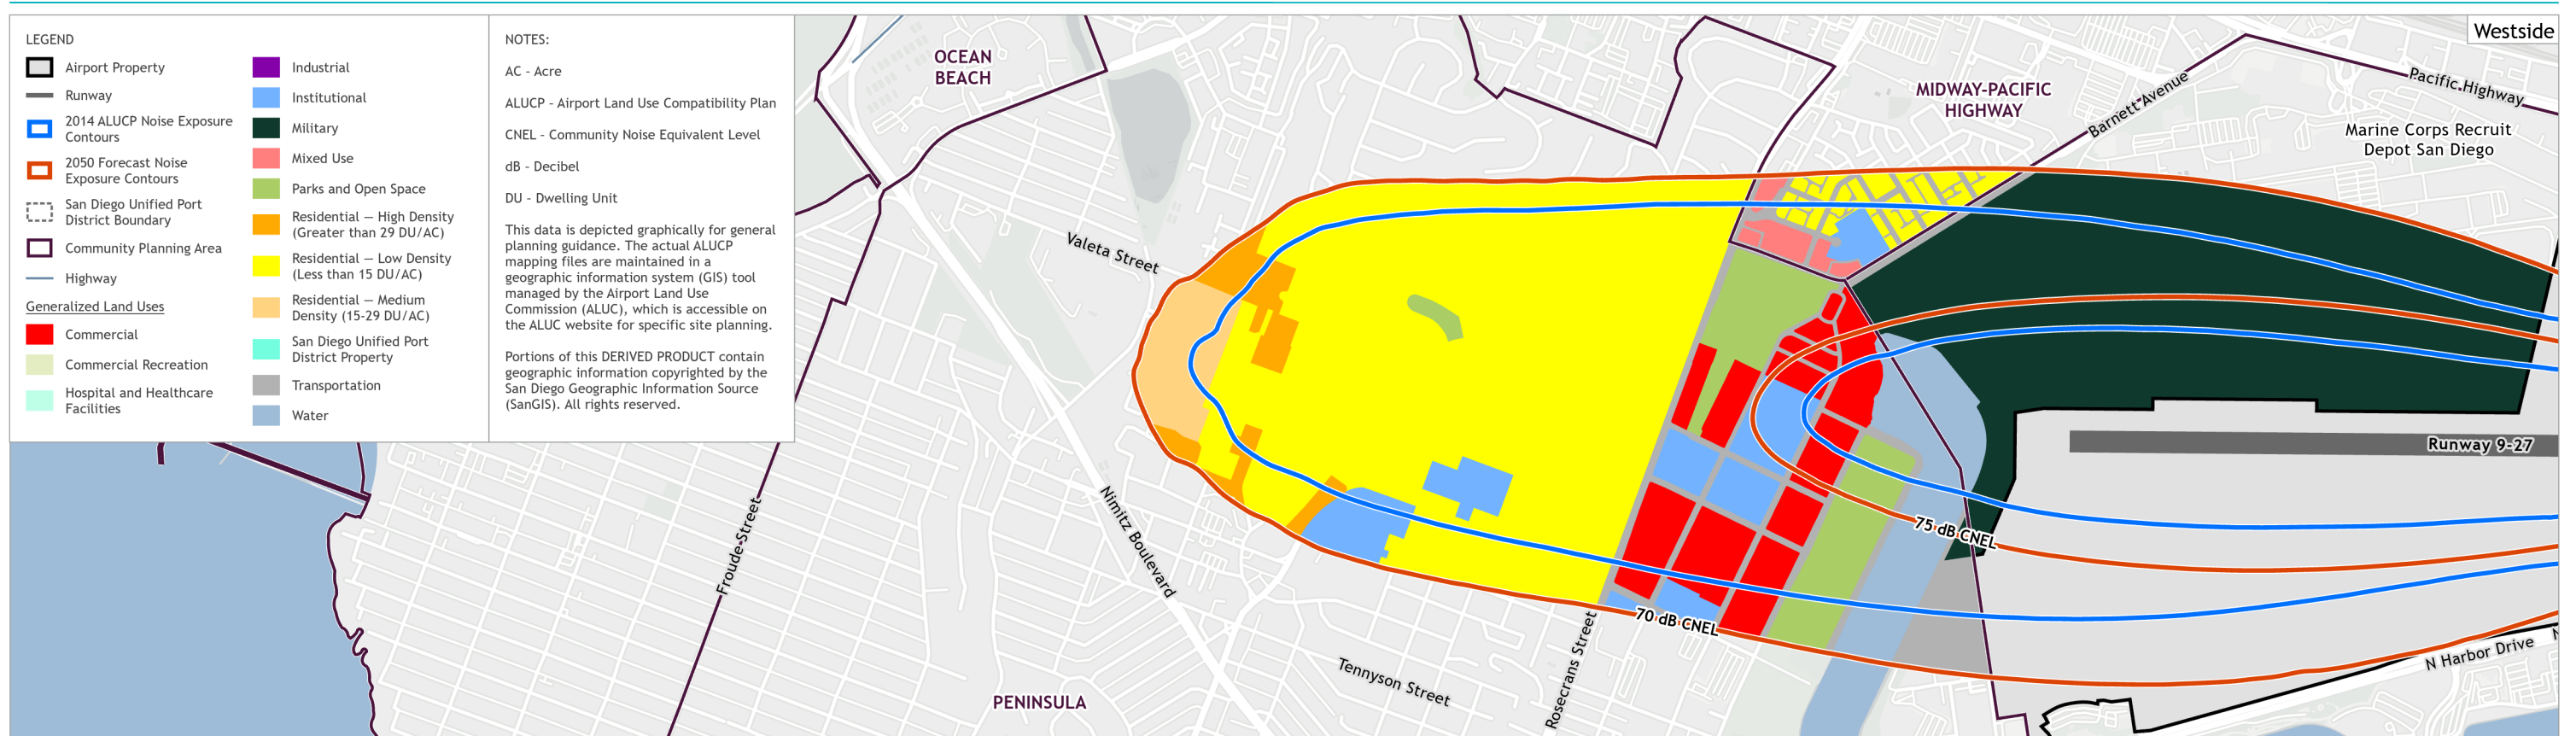 Westside
LEGEND
Airport Property
Runway
2014 ALUCP Noise Exposure
Contours
2050 Forecast Noise
Exposure Contours
San Diego Unified Port
District Boundary
Community Planning Area
Highway
Generalized Land Uses
Commercial
Commercial Recreation
Hospital and Healthcare
Facilities
Industrial
Institutional
Military
Mixed Use
Parks and Open Space
Residential — High Density
(Greater than 29 DU/AC)
Residential — Low Density
(Less than 15 DU/AC)
Residential — Medium
Density (15-29 DU/AC)
San Diego Unified Port
District Property
Transportation
Water
NOTES:
AC - Acre
ALUCP - Airport Land Use Compatibility Plan
CNEL - Community Noise Equivalent Level
dB - Decibel
DU - Dwelling Unit
This data is depicted graphically for general
planning guidance. The actual ALUCP
mapping files are maintained in a
geographic information system (GIS) tool
managed by the Airport Land Use
Commission (ALUC), which is accessible on
the ALUC website for specific site planning.
Portions of this DERIVED PRODUCT contain
geographic information copyrighted by the
San Diego Geographic Information Source
(SanGIS). All rights reserved.
OCEAN
BEACH
MIDWAY-PACIFIC
HIGHWAY
Barnett Avenue
Pacific Highway
Marine Corps Recruit
Depot San Diego
Valeta Street
Runway 9-27
Froude Street
Nimitz Boulevard
75 dB CNEL
70 dB CNEL
Rosecrans Street
Tennyson Street
PENINSULA
N Harbor Drive
N